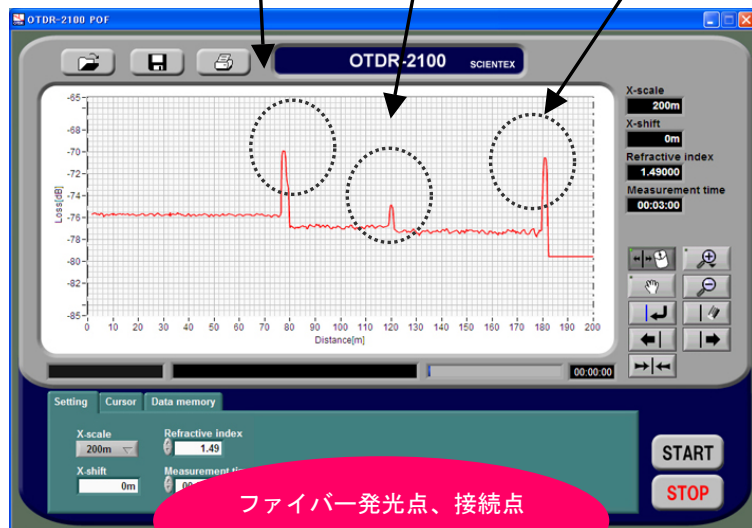 OTDR-2100 POF
OTDR-2100 SCIENTEX
-65
-68
-70
-72
-74
-76
-78
-80
-82
-85
Loss[dB]
0 10 20 30 40 50 60 70 80 90 100 110 120 130 140 150 160 170 180 190 200
Distance[m]
X-scale
200m
X-shift
0m
Refractive index
1.49000
Measurement time
00:03:00
00:00:00
Setting Cursor Data memory
X-scale
200m
Refractive index
1.49
X-shift
0m
Measurement
START
STOP
ファイバー発光点、接続点